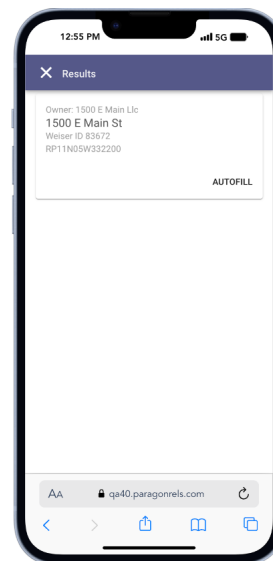 12:55 PM
5G
Results
Owner: 1500 E Main Llc
1500 E Main St
Weiser ID 83672
RP11N05W332200
AUTOFILL
AA
qa40.paragonrels.com